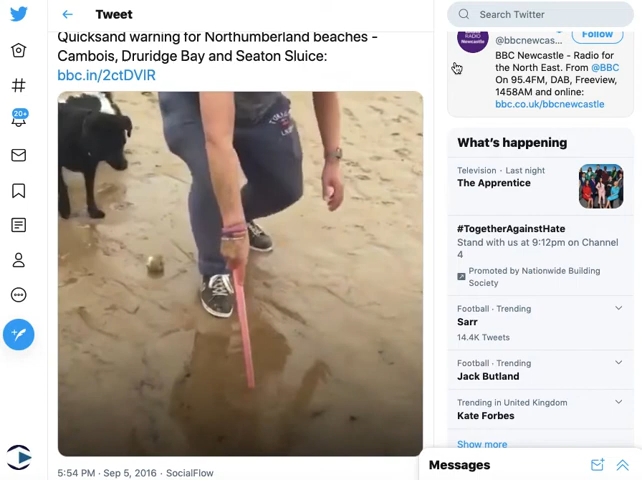 Tweet
Search Twitter
20+
Quicksand warning for Northumberland beaches -
Cambois, Druridge Bay and Seaton Sluice:
bbc.in/2ctDVIR
5:54 PM · Sep 5, 2016 · SocialFlow
RADIO
Newcastle
@bbcnewcas...
Follow
BBC Newcastle - Radio for
the North East. From @BBC
On 95.4FM, DAB, Freeview,
1458AM and online:
bbc.co.uk/bbcnewcastle
What's happening
Television · Last night
The Apprentice
#TogetherAgainstHate
Stand with us at 9:12pm on Channel
4
Promoted by Nationwide Building
Society
Football · Trending
Sarr
14.4K Tweets
Football · Trending
Jack Butland
Trending in United Kingdom
Kate Forbes
Show more
Messages